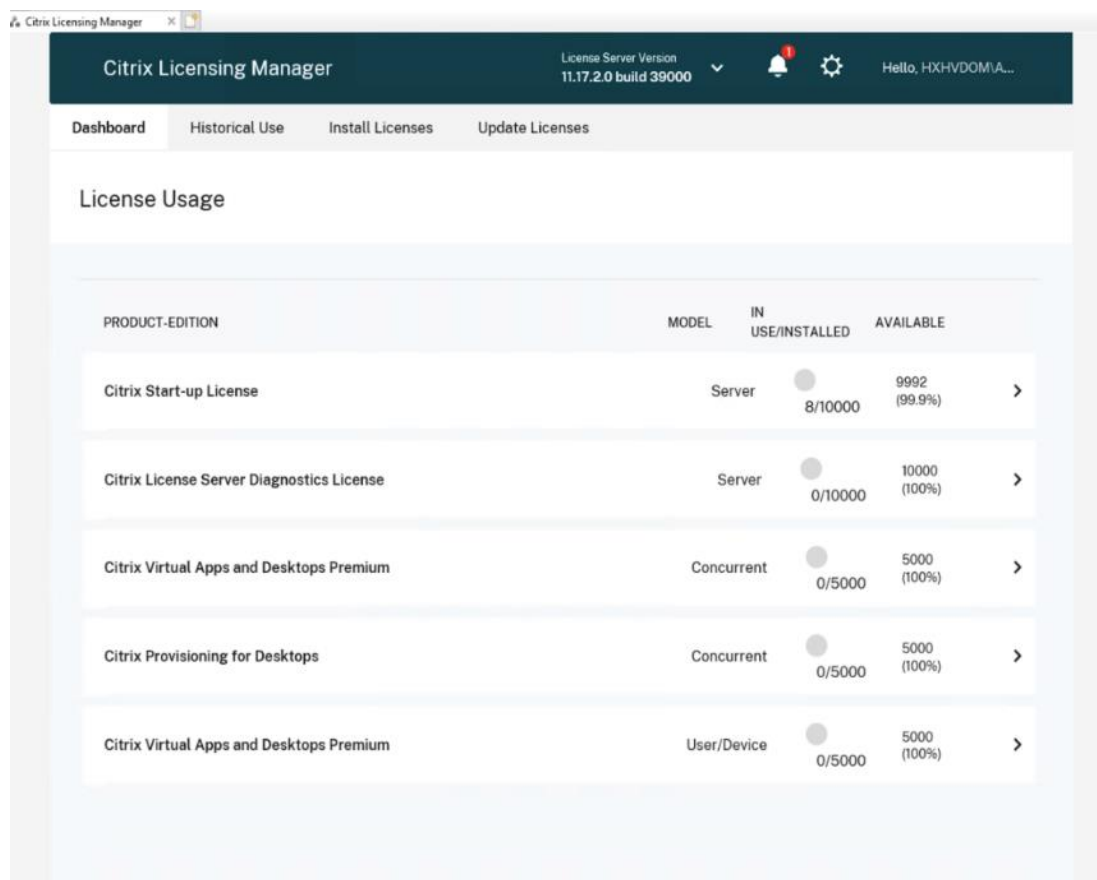 Citrix Licensing Manager
Citrix Licensing Manager
License Server Version
11.17.2.0 build 39000
1
Hello, HXHVDOM\A...
Dashboard Historical Use Install Licenses Update Licenses
License Usage
PRODUCT-EDITION MODEL IN USE/INSTALLED AVAILABLE
Citrix Start-up License Server 8/10000 9992 (99.9%)
Citrix License Server Diagnostics License Server 0/10000 10000 (100%)
Citrix Virtual Apps and Desktops Premium Concurrent 0/5000 5000 (100%)
Citrix Provisioning for Desktops Concurrent 0/5000 5000 (100%)
Citrix Virtual Apps and Desktops Premium User/Device 0/5000 5000 (100%)